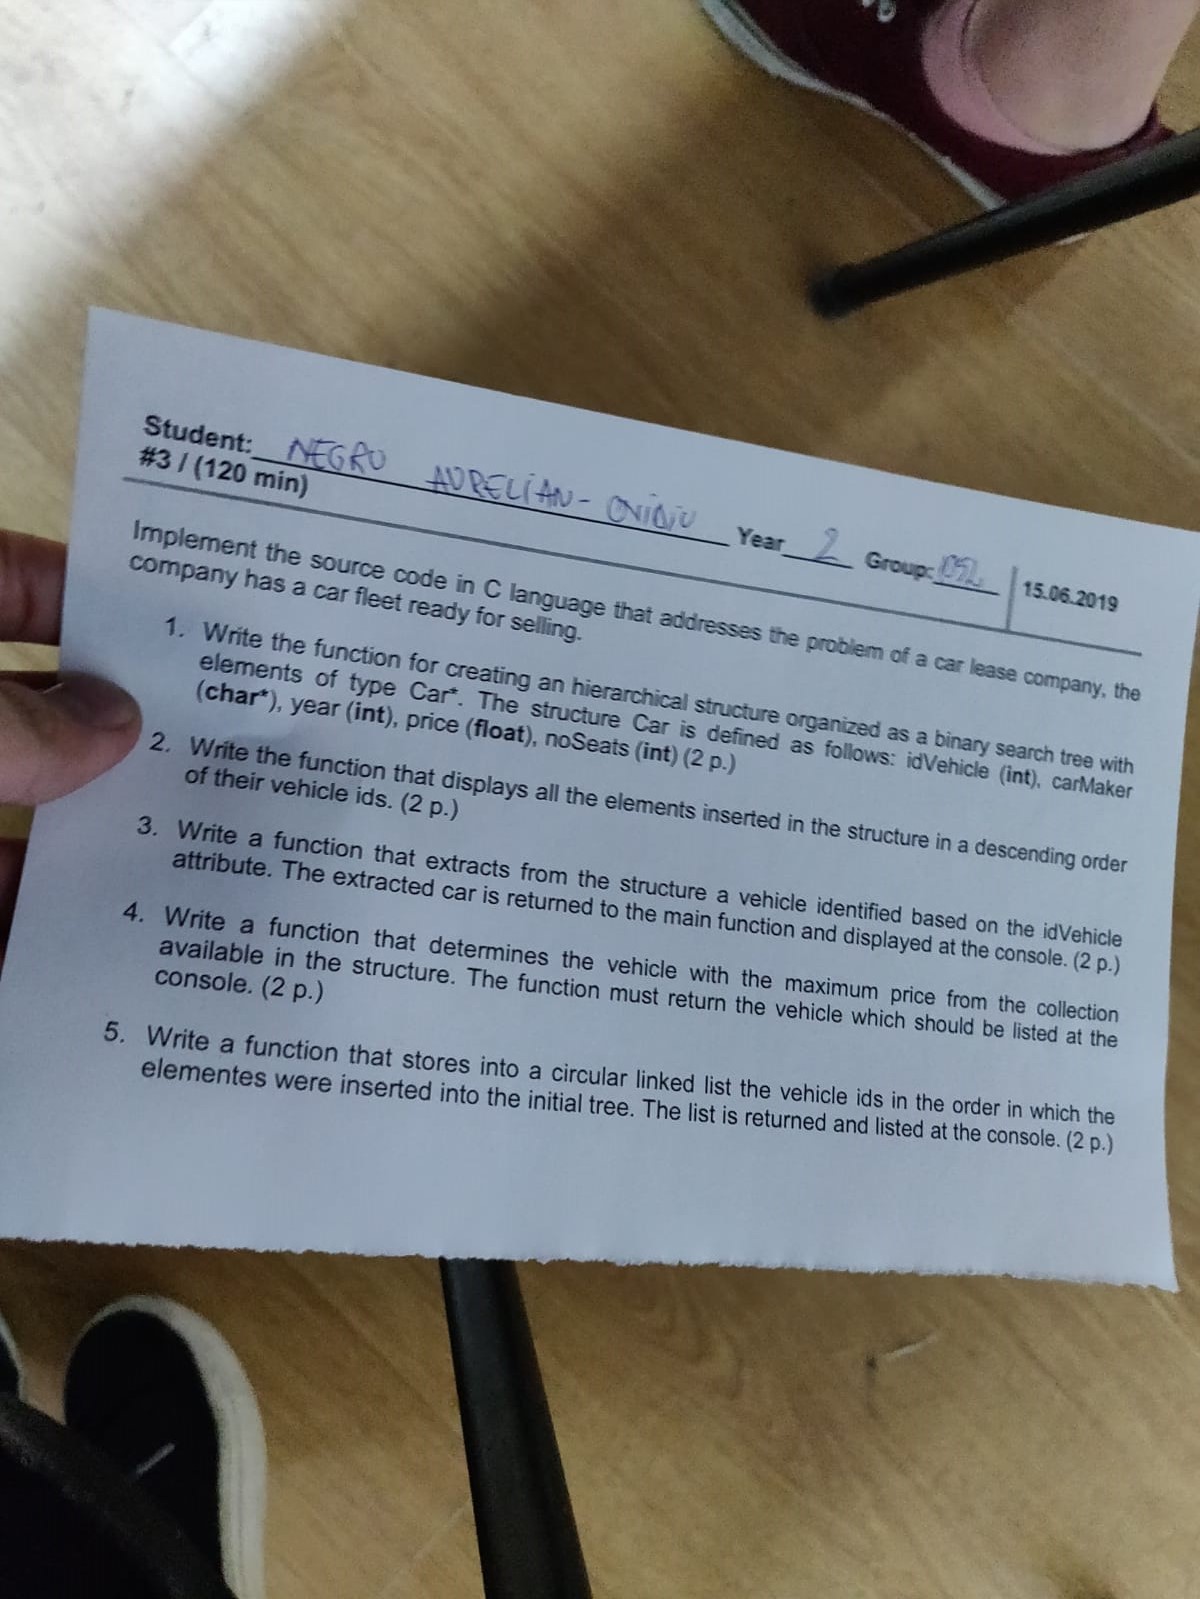 Student: NEGRU AURELIAN-OVIDIU Year 2 Group: 1052 15.06.2019
#3 / (120 min)
Implement the source code in C language that addresses the problem of a car lease company, the
company has a car fleet ready for selling.
1. Write the function for creating an hierarchical structure organized as a binary search tree with
elements of type Car*. The structure Car is defined as follows: idVehicle (int), carMaker
(char*), year (int), price (float), noSeats (int) (2 p.)
2. Write the function that displays all the elements inserted in the structure in a descending order
of their vehicle ids. (2 p.)
3. Write a function that extracts from the structure a vehicle identified based on the idVehicle
attribute. The extracted car is returned to the main function and displayed at the console. (2 p.)
4. Write a function that determines the vehicle with the maximum price from the collection
available in the structure. The function must return the vehicle which should be listed at the
console. (2 p.)
5. Write a function that stores into a circular linked list the vehicle ids in the order in which the
elementes were inserted into the initial tree. The list is returned and listed at the console. (2 p.)